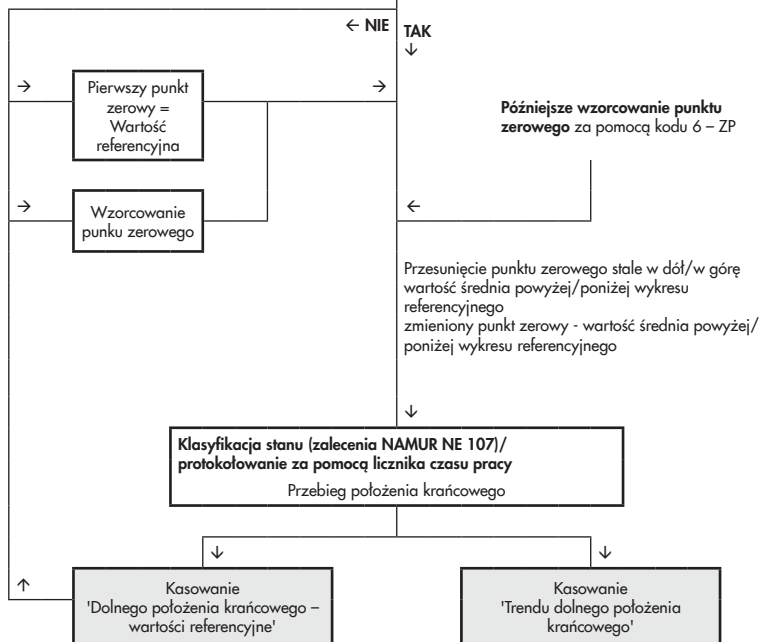 ← NIE
TAK
↓
→
Pierwszy punkt
zerowy =
Wartość
referencyjna
→
Późniejsze wzorcowanie punktu
zerowego za pomocą kodu 6 – ZP
→
Wzorcowanie
punku zerowego
←
Przesunięcie punktu zerowego stale w dół/w górę
wartość średnia powyżej/poniżej wykresu
referencyjnego
zmieniony punkt zerowy - wartość średnia powyżej/
poniżej wykresu referencyjnego
↓
Klasyfikacja stanu (zalecenia NAMUR NE 107)/
protokołowanie za pomocą licznika czasu pracy
Przebieg położenia krańcowego
↓
↓
↑
Kasowanie
'Dolnego położenia krańcowego –
wartości referencyjne'
Kasowanie
'Trendu dolnego położenia
krańcowego'